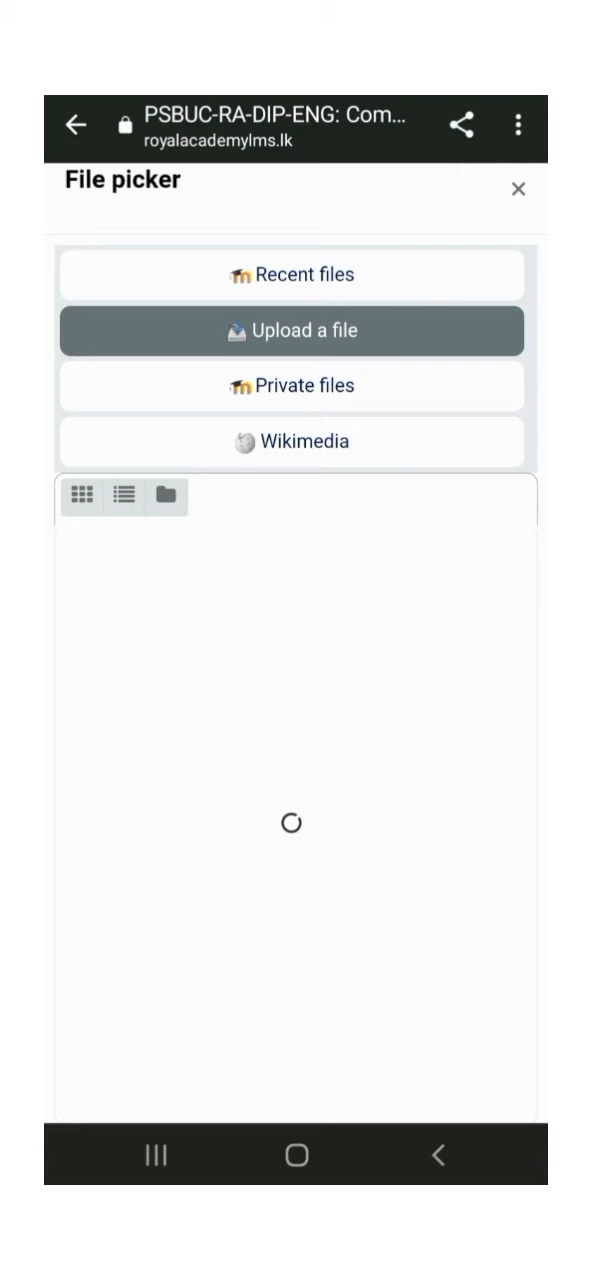 PSBUC-RA-DIP-ENG: Com...
royalacademylms.lk
File picker
Recent files
Upload a file
Private files
Wikimedia